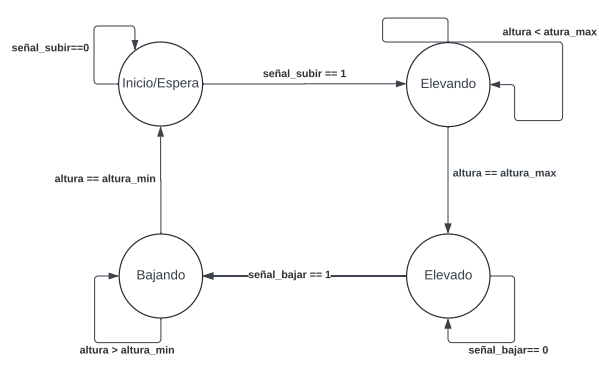 altura < atura_max
señal_subir==0
señal_subir == 1
Inicio/Espera
Elevando
altura == altura_max
altura == altura_min
Bajando
señal_bajar == 1
Elevado
altura > altura_min
señal_bajar== 0